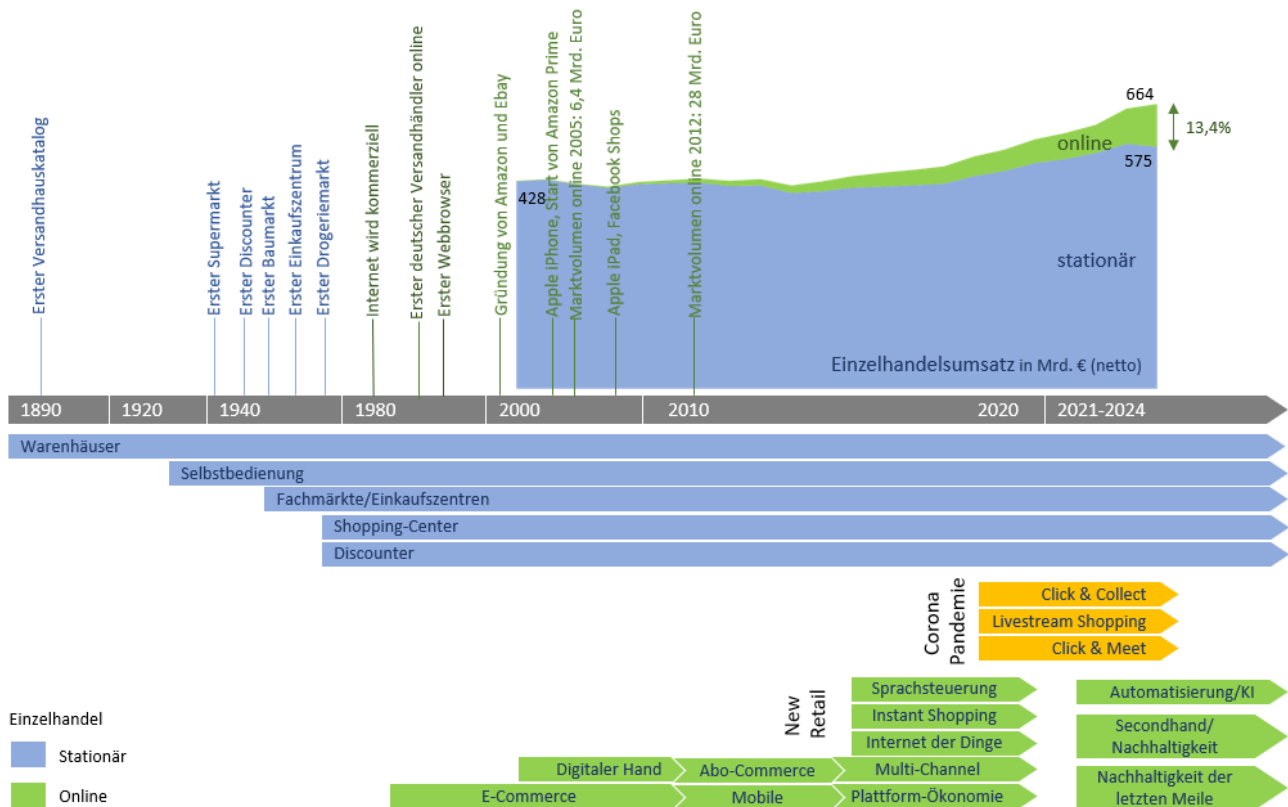 Erster Versandhauskatalog
Erster Supermarkt
Erster Discounter
Erster Baumarkt
Erster Einkaufszentrum
Erster Drogeriemarkt
Internet wird kommerziell
Erster deutscher Versandhändler online
Erster Webbrowser
Gründung von Amazon und Ebay
Apple iPhone, Start von Amazon Prime
Marktvolumen online 2005: 6,4 Mrd. Euro
Apple iPad, Facebook Shops
Marktvolumen online 2012: 28 Mrd. Euro
664
13,4%
online
575
428
stationär
Einzelhandelsumsatz in Mrd. € (netto)
1890
1920
1940
1980
2000
2010
2020
2021-2024
Warenhäuser
Selbstbedienung
Fachmärkte/Einkaufszentren
Shopping-Center
Discounter
Corona
Pandemie
Click & Collect
Livestream Shopping
Click & Meet
New
Retail
Sprachsteuerung
Instant Shopping
Internet der Dinge
Automatisierung/KI
Secondhand/
Nachhaltigkeit
Nachhaltigkeit der
letzten Meile
Digitaler Hand
Abo-Commerce
Multi-Channel
E-Commerce
Mobile
Plattform-Ökonomie
Einzelhandel
Stationär
Online